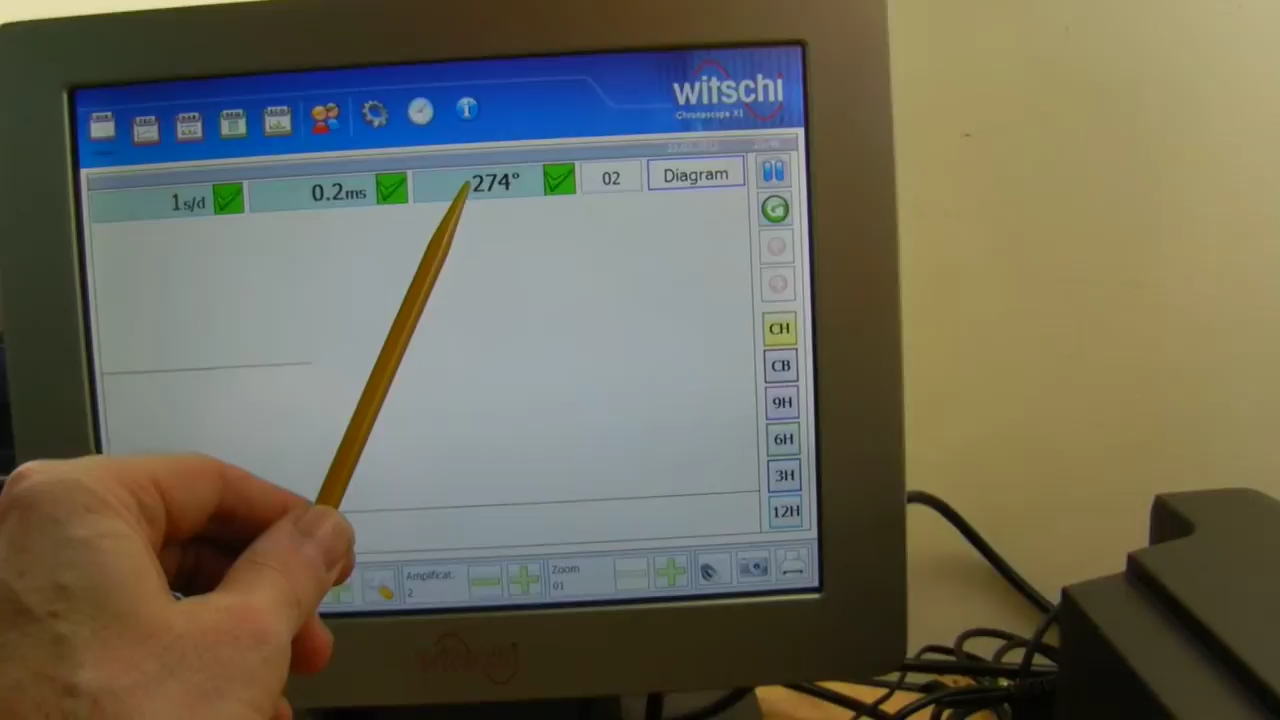 witschi
Chronoscope X1
1s/d
0.2ms
274°
02
Diagram
CH
CB
9H
6H
3H
12H
Amplificat.
2
Zoom
01